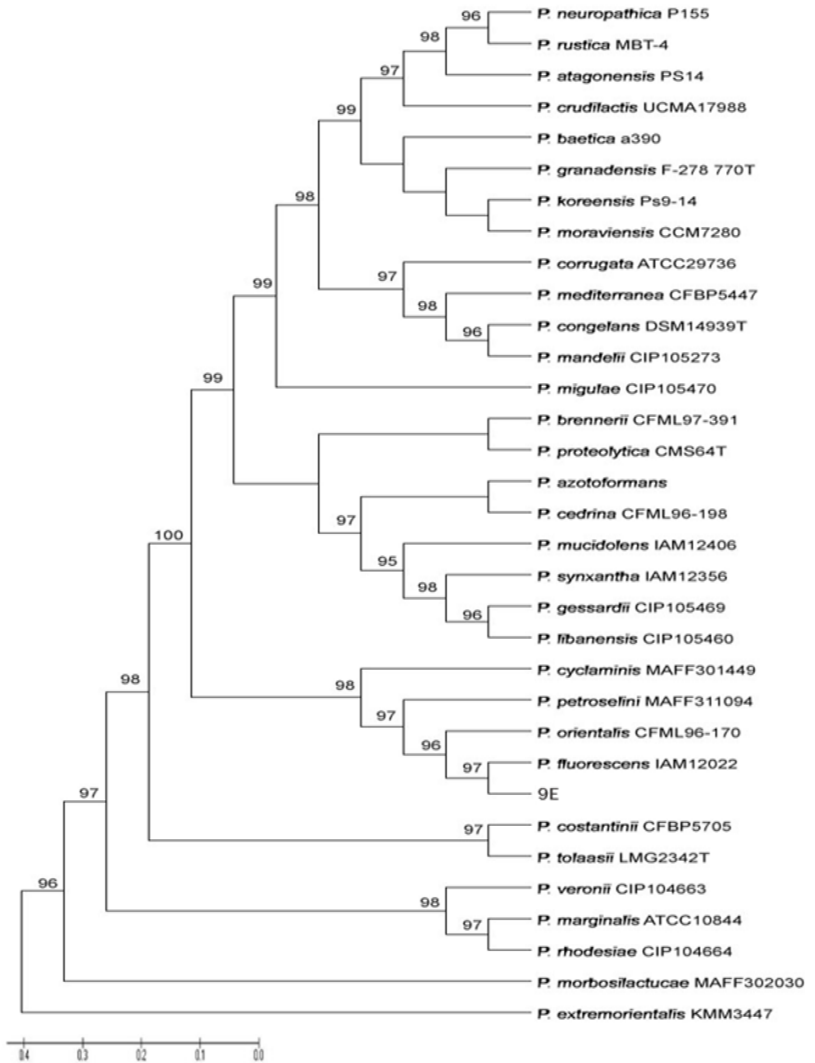 96
P. neuropathica P155
98
P. rustica MBT-4
97
P. atagonensis PS14
99
P. crudilactis UCMA17988
P. baetica a390
P. granadensis F-278 770T
98
P. koreensis Ps9-14
P. moraviensis CCM7280
97
P. corrugata ATCC29736
99
98
P. mediterranea CFBP5447
96
P. congelans DSM14939T
P. mandelii CIP105273
99
P. migulae CIP105470
P. brennerii CFML97-391
P. proteolytica CMS64T
P. azotoformans
97
P. cedrina CFML96-198
100
95
P. mucidolens IAM12406
98
P. synxantha IAM12356
96
P. gessardii CIP105469
P. libanensis CIP105460
98
98
P. cyclaminis MAFF301449
97
P. petroselini MAFF311094
96
P. orientalis CFML96-170
97
P. fluorescens IAM12022
97
9E
97
P. costantinii CFBP5705
P. tolaasii LMG2342T
96
98
P. veronii CIP104663
97
P. marginalis ATCC10844
P. rhodesiae CIP104664
P. morbosilactucae MAFF302030
P. extremorientalis KMM3447
0.4 0.3 0.2 0.1 0.0